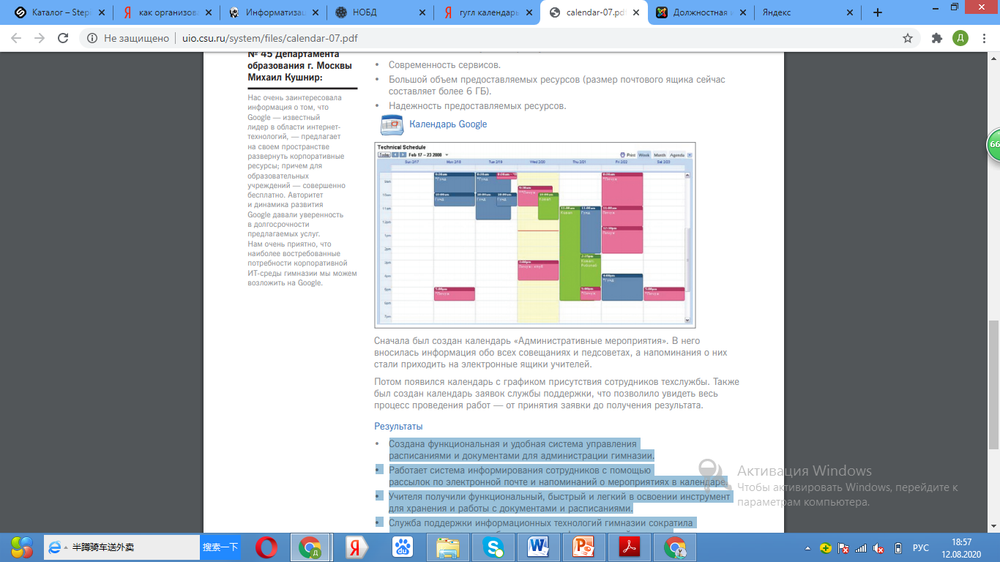 Каталог – Stepi
как организова
Информатизац
НОБД
гугл календарь
calendar-07.pdf
Должностная и
Яндекс
Не защищено
uio.csu.ru/system/files/calendar-07.pdf
Д
№ 45 Департамента
образования г. Москвы
Михаил Кушнир:
Нас очень заинтересовала
информация о том, что
Google — известный
лидер в области интернет-
технологий, — предлагает
на своем пространстве
развернуть корпоративные
ресурсы; причем для
образовательных
учреждений — совершенно
бесплатно. Авторитет
и динамика развития
Google давали уверенность
в долгосрочности
предлагаемых услуг.
Нам очень приятно, что
наиболее востребованные
потребности корпоративной
ИТ-среды гимназии мы можем
возложить на Google.
• Современность сервисов.
• Большой объем предоставляемых ресурсов (размер почтового ящика сейчас
составляет более 6 ГБ).
• Надежность предоставляемых ресурсов.
Календарь Google
Technical Schedule
Today Feb 17 – 23 2008 Print Week Month Agenda
Sun 2/17 Mon 2/18 Tue 2/19 Wed 2/20 Thu 2/21 Fri 2/22 Sat 2/23
9am
10am
11am
12pm
1pm
2pm
3pm
4pm
5pm
6pm
7pm
Сначала был создан календарь «Административные мероприятия». В него
вносилась информация обо всех совещаниях и педсоветах, а напоминания о них
стали приходить на электронные ящики учителей.
Потом появился календарь с графиком присутствия сотрудников техслужбы. Также
был создан календарь заявок службы поддержки, что позволило увидеть весь
процесс проведения работ — от принятия заявки до получения результата.
Результаты
• Создана функциональная и удобная система управления
расписаниями и документами для администрации гимназии.
• Работает система информирования сотрудников с помощью
рассылок по электронной почте и напоминаний о мероприятиях в календаре.
• Учителя получили функциональный, быстрый и легкий в освоении инструмент
для хранения и работы с документами и расписаниями.
• Служба поддержки информационных технологий гимназии сократила
66
Активация Windows
Чтобы активировать Windows, перейдите к
параметрам компьютера.
半蹲骑车送外卖
搜索一下
Д
РУС
18:57
12.08.2020